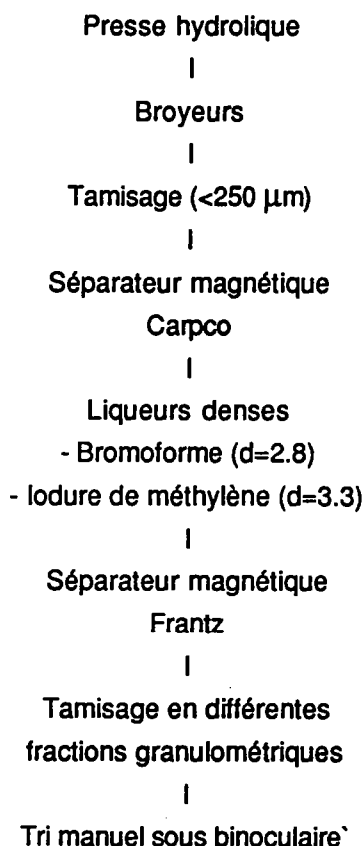 Presse hydrolique
|
Broyeurs
|
Tamisage (<250 µm)
|
Séparateur magnétique
Carpco
|
Liqueurs denses
- Bromoforme (d=2.8)
- Iodure de méthylène (d=3.3)
|
Séparateur magnétique
Frantz
|
Tamisage en différentes
fractions granulométriques
|
Tri manuel sous binoculaire`